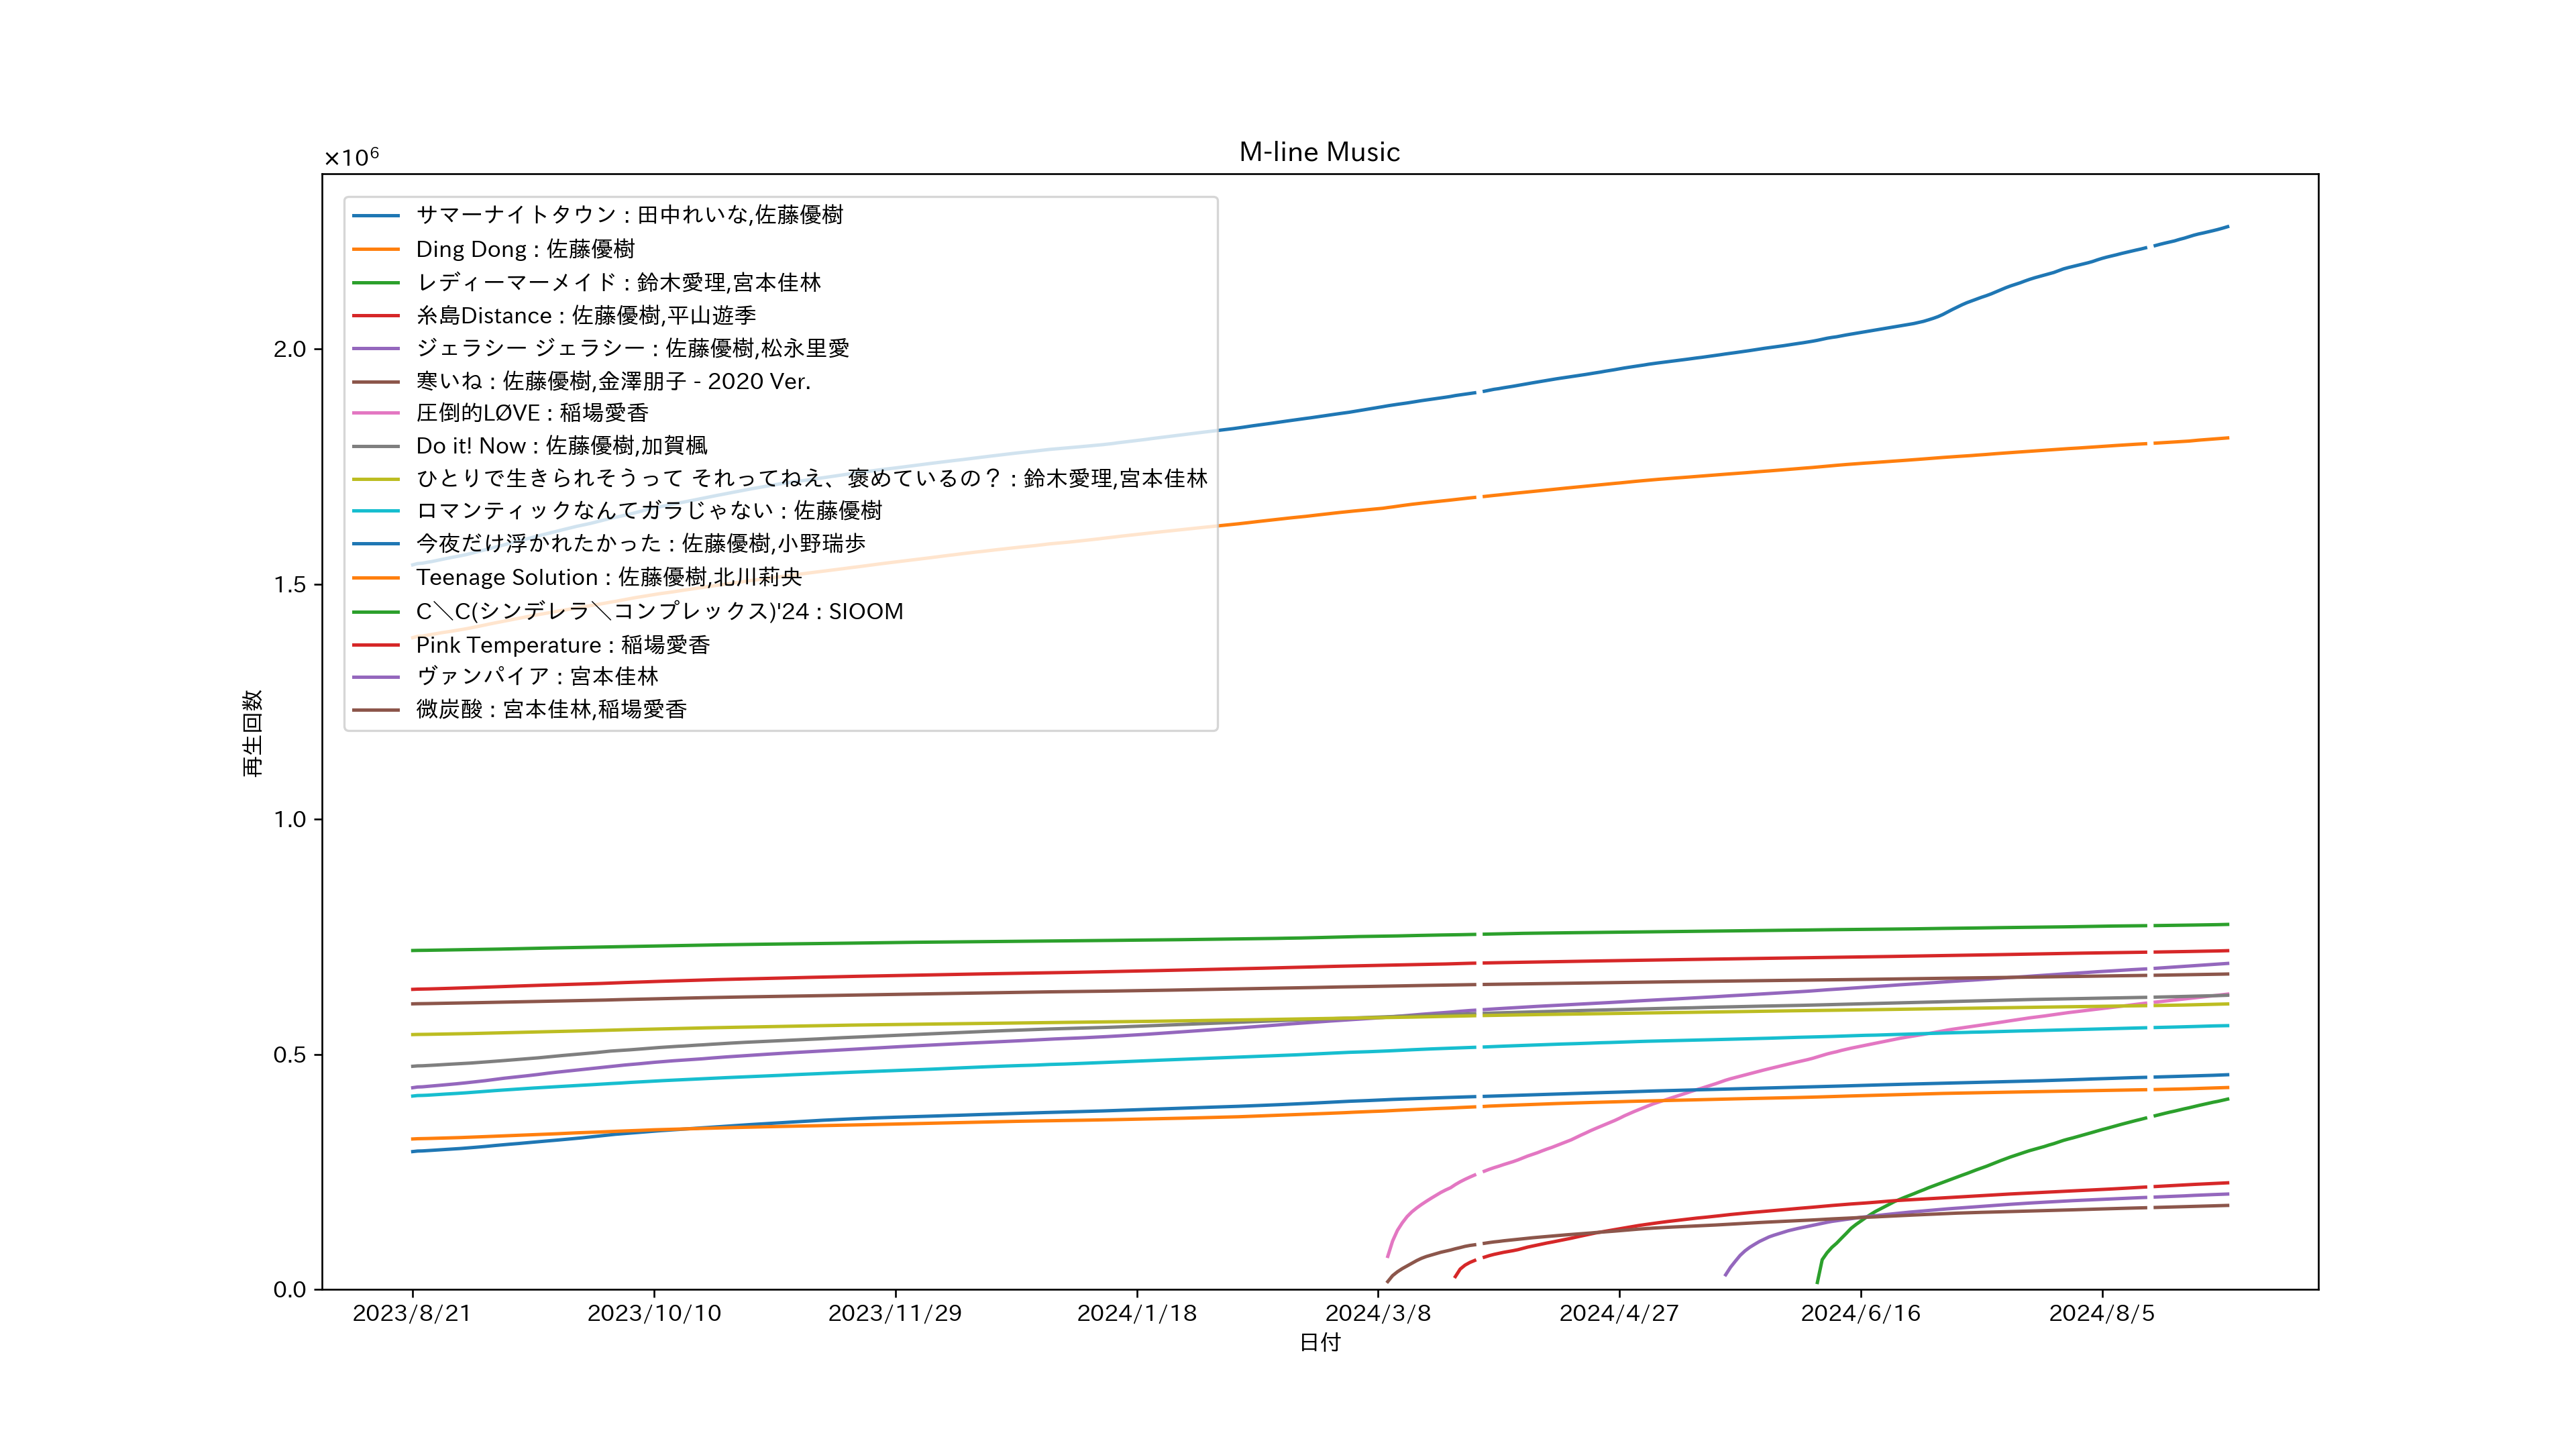 M-line Music
×10⁶
サマーナイトタウン : 田中れいな,佐藤優樹
Ding Dong : 佐藤優樹
レディーマーメイド : 鈴木愛理,宮本佳林
糸島Distance : 佐藤優樹,平山遊季
ジェラシー ジェラシー : 佐藤優樹,松永里愛
寒いね : 佐藤優樹,金澤朋子 - 2020 Ver.
圧倒的LØVE : 稲場愛香
Do it! Now : 佐藤優樹,加賀楓
ひとりで生きられそうって それってねえ、褒めているの？ : 鈴木愛理,宮本佳林
ロマンティックなんてガラじゃない : 佐藤優樹
今夜だけ浮かれたかった : 佐藤優樹,小野瑞歩
Teenage Solution : 佐藤優樹,北川莉央
C＼C(シンデレラ＼コンプレックス)'24 : SIOOM
Pink Temperature : 稲場愛香
ヴァンパイア : 宮本佳林
微炭酸 : 宮本佳林,稲場愛香
2.0
1.5
1.0
0.5
0.0
再生回数
2023/8/21
2023/10/10
2023/11/29
2024/1/18
2024/3/8
2024/4/27
2024/6/16
2024/8/5
日付